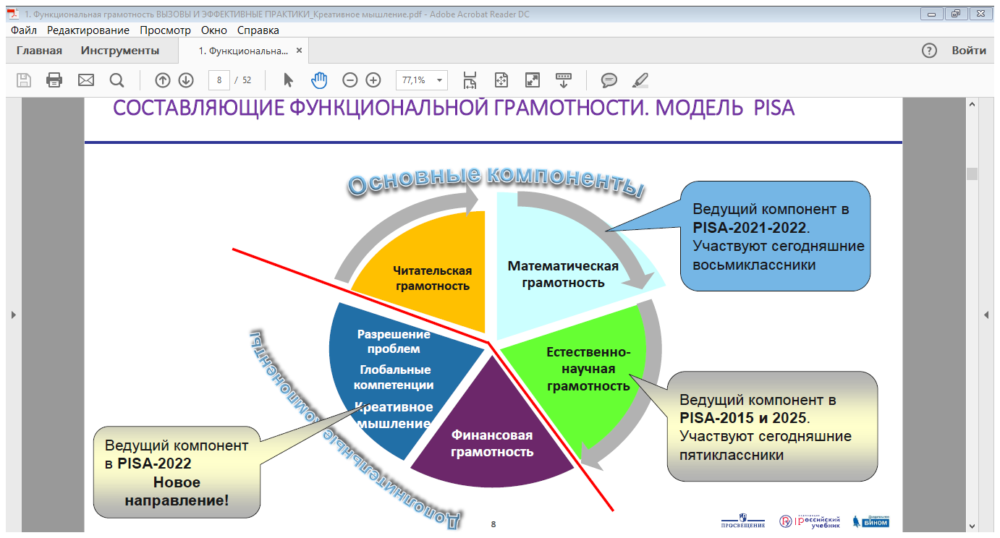 1. Функциональная грамотность ВЫЗОВЫ И ЭФФЕКТИВНЫЕ ПРАКТИКИ_Креативное мышление.pdf - Adobe Acrobat Reader DC
Файл Редактирование Просмотр Окно Справка
Главная Инструменты 1. Функциональна... × Войти
8 / 52 77,1%
СОСТАВЛЯЮЩИЕ ФУНКЦИОНАЛЬНОЙ ГРАМОТНОСТИ. МОДЕЛЬ PISA
Основные компоненты
Ведущий компонент в
PISA-2021-2022.
Участвуют сегодняшние
восьмиклассники
Читательская
грамотность
Математическая
грамотность
Разрешение
проблем
Глобальные
компетенции
Креативное
мышление
Естественно-
научная
грамотность
Финансовая
грамотность
Дополнительные компоненты
Ведущий компонент в
PISA-2015 и 2025.
Участвуют сегодняшние
пятиклассники
Ведущий компонент
в PISA-2022
Новое
направление!
8
ПРОСВЕЩЕНИЕ
российский
учебник
БИНОМ